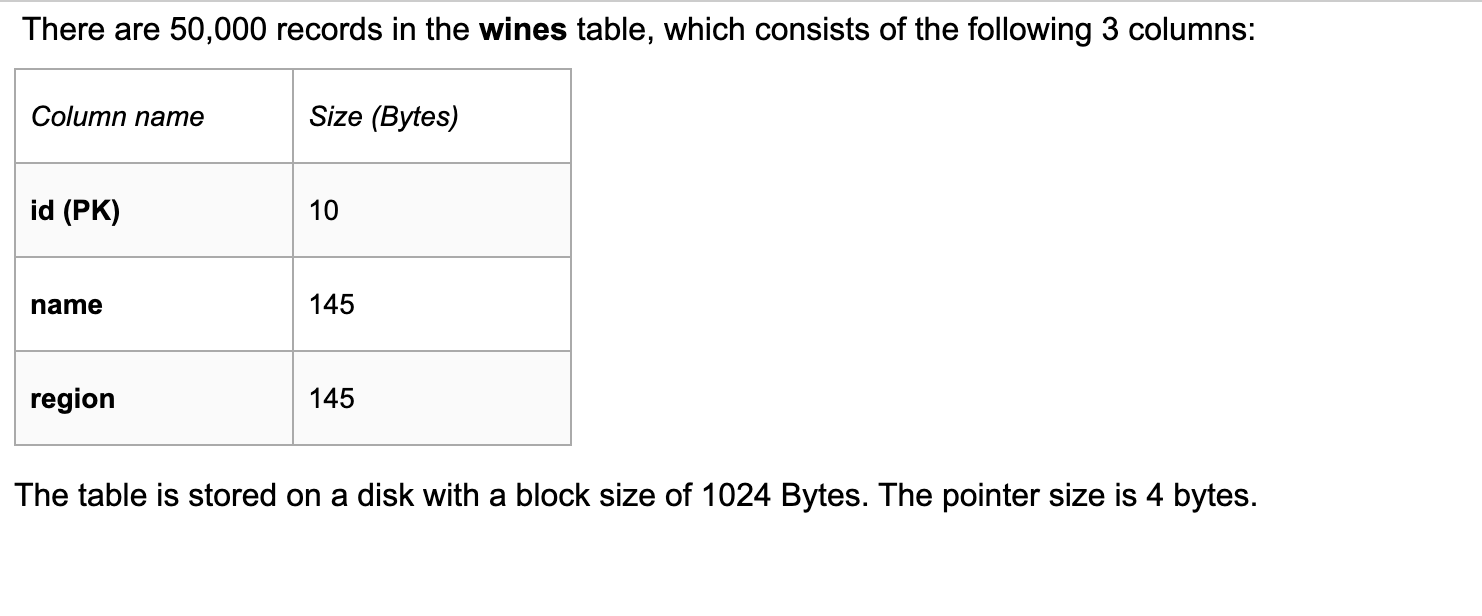 There are 50,000 records in the wines table, which consists of the following 3 columns:
Column name Size (Bytes)
id (PK) 10
name 145
region 145
The table is stored on a disk with a block size of 1024 Bytes. The pointer size is 4 bytes.